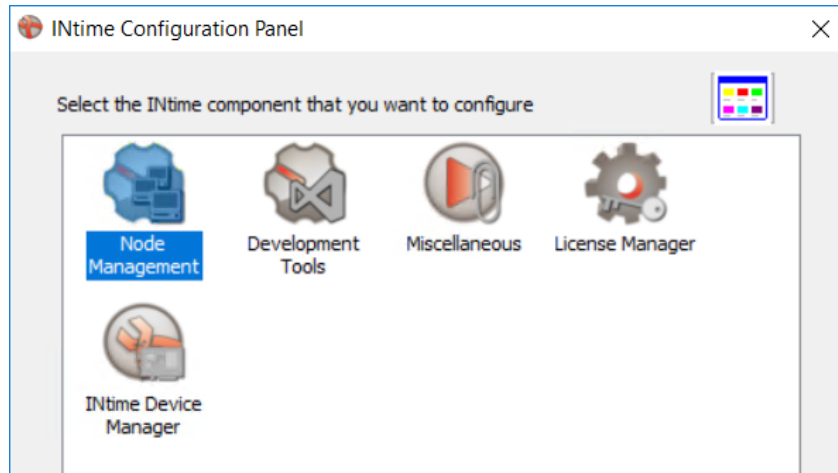 INtime Configuration Panel
Select the INtime component that you want to configure
Node
Management
Development
Tools
Miscellaneous
License Manager
INtime Device
Manager